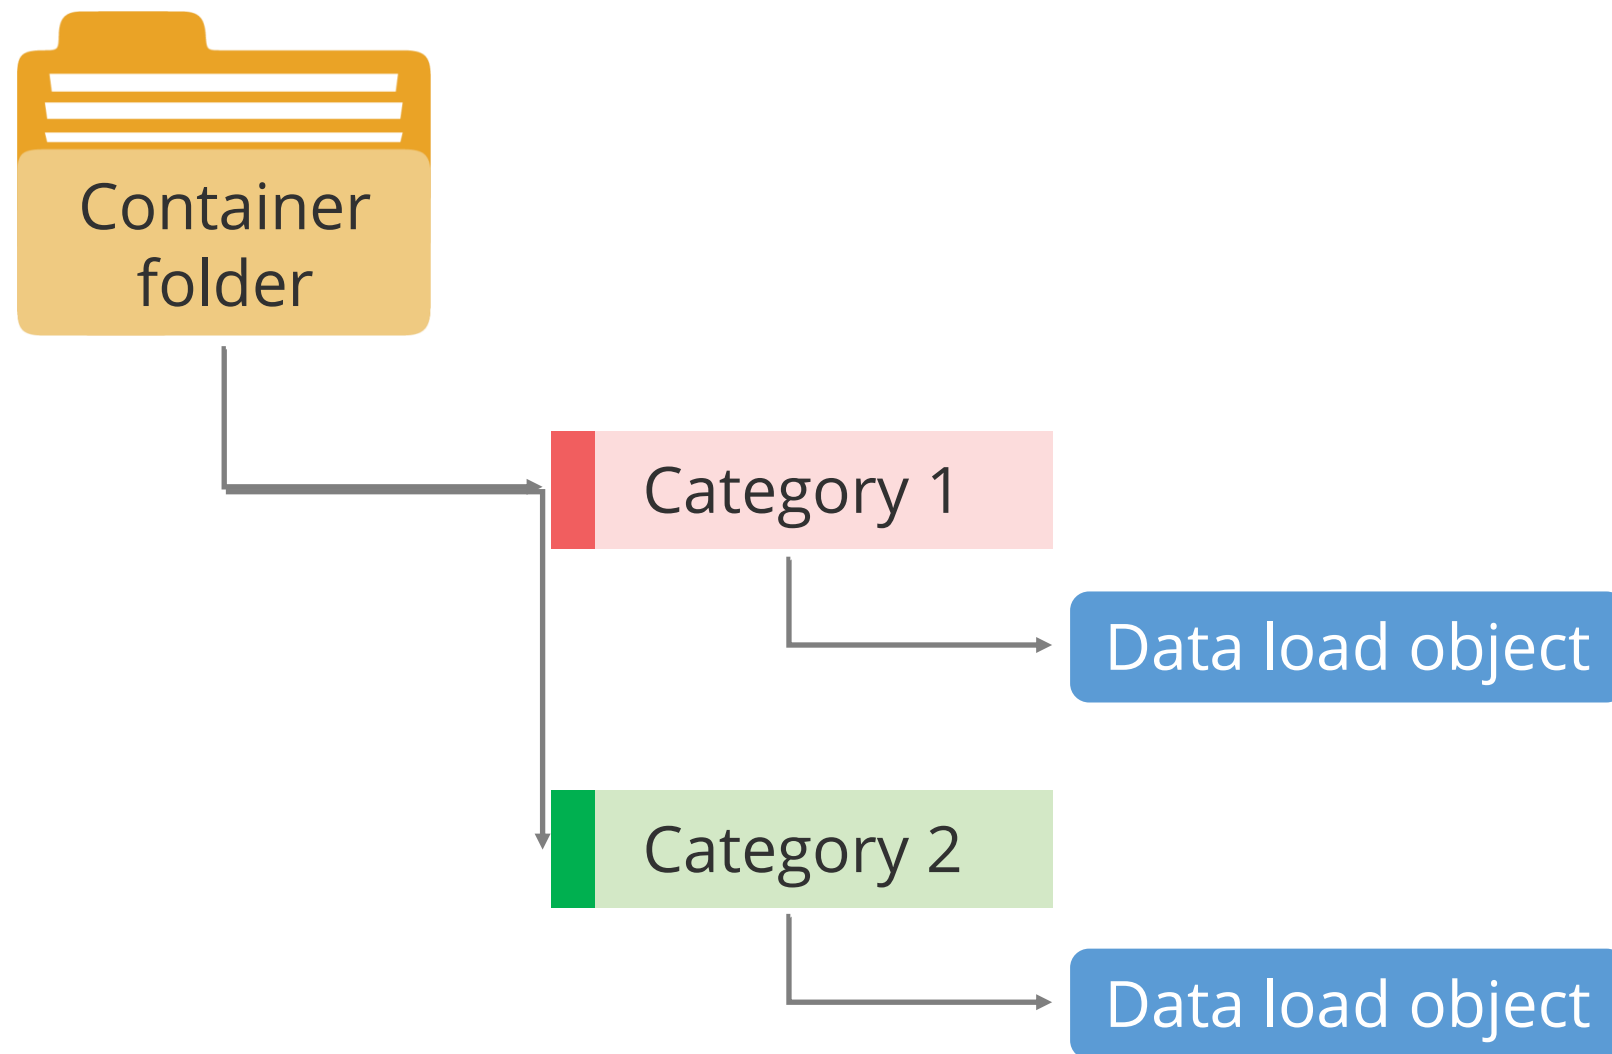 Container
folder
Category 1
Data load object
Category 2
Data load object